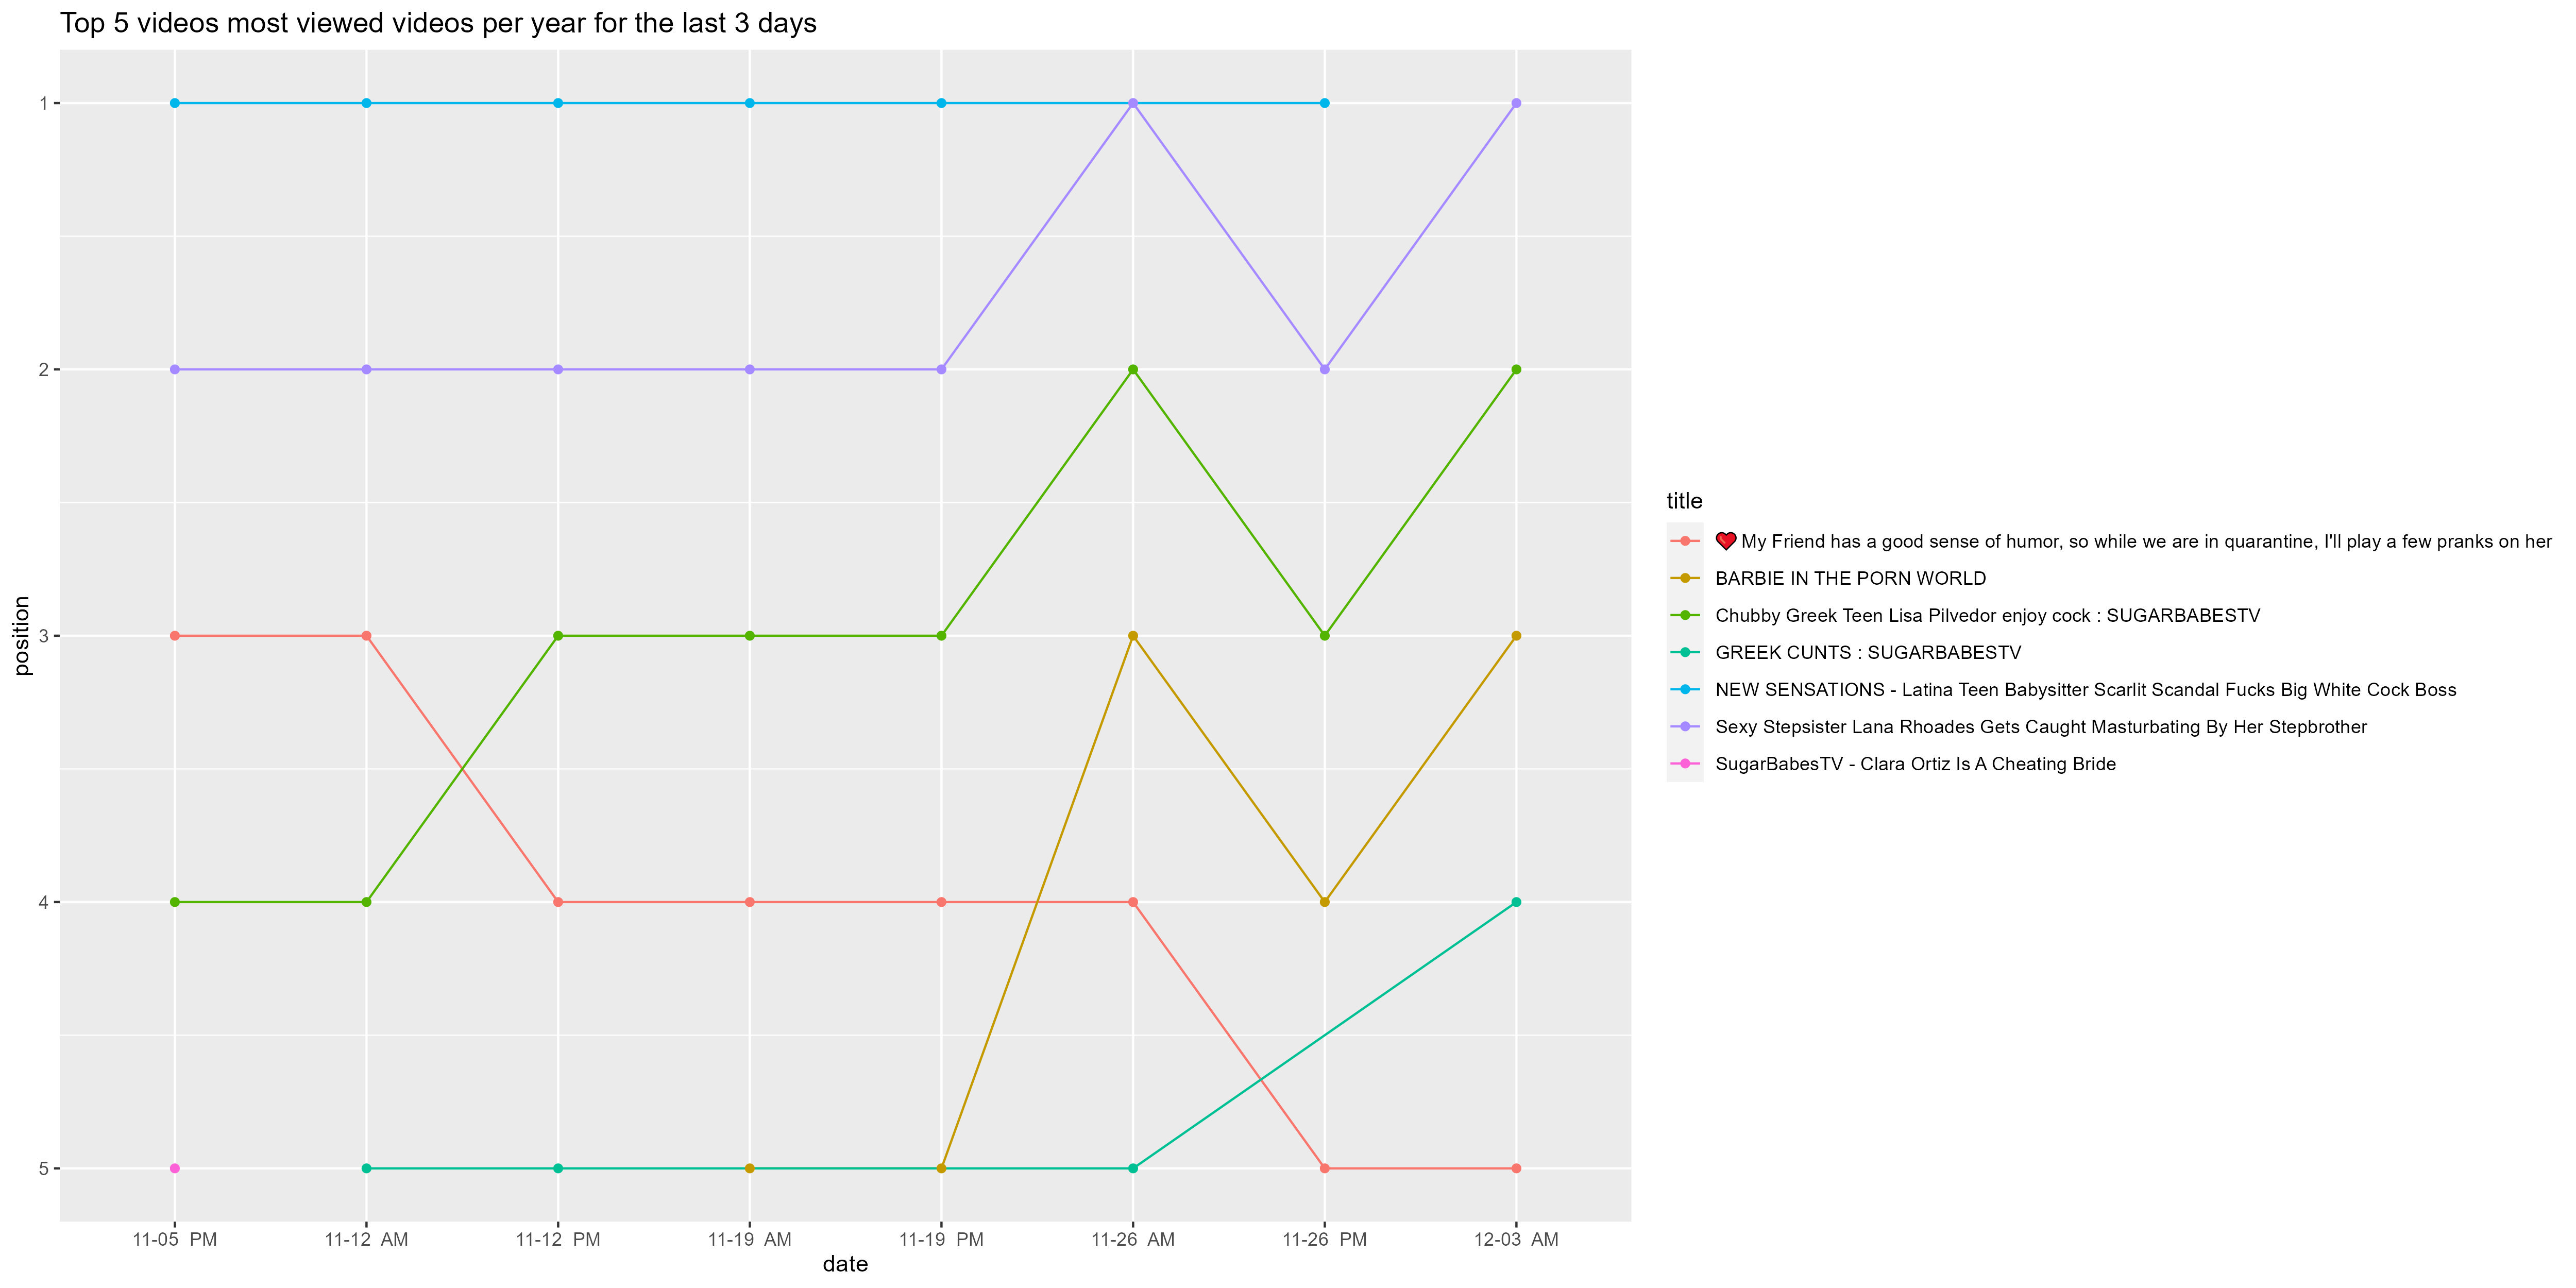 Top 5 videos most viewed videos per year for the last 3 days
position
1
2
3
4
5
11-05 PM
11-12 AM
11-12 PM
11-19 AM
11-19 PM
11-26 AM
11-26 PM
12-03 AM
date
title
❤️ My Friend has a good sense of humor, so while we are in quarantine, I'll play a few pranks on her
BARBIE IN THE PORN WORLD
Chubby Greek Teen Lisa Pilvedor enjoy cock : SUGARBABESTV
GREEK CUNTS : SUGARBABESTV
NEW SENSATIONS - Latina Teen Babysitter Scarlit Scandal Fucks Big White Cock Boss
Sexy Stepsister Lana Rhoades Gets Caught Masturbating By Her Stepbrother
SugarBabesTV - Clara Ortiz Is A Cheating Bride